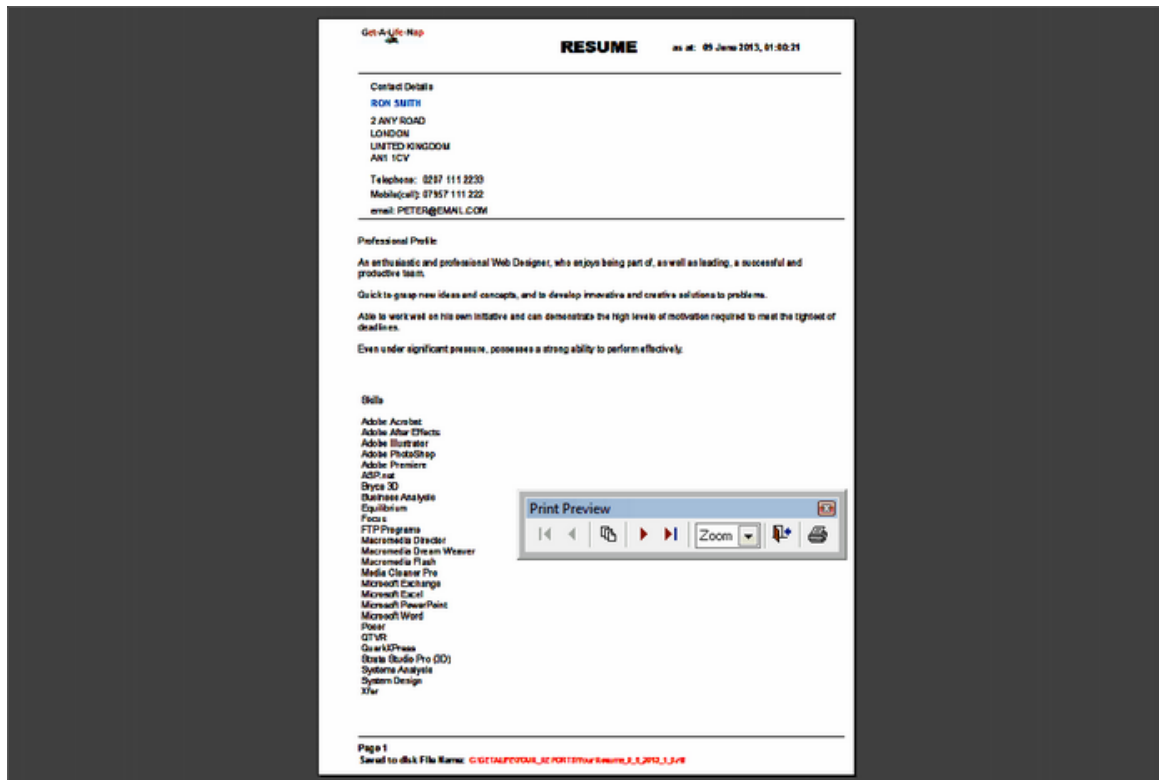 Get-A-Life-Nap
RESUME as at: 09 June 2013, 01:00:21
Contact Details
RON SMITH
2 ANY ROAD
LONDON
UNITED KINGDOM
AN1 1CV
Telephone: 0207 111 2233
Mobile(cell): 07957 111 222
email: PETER@EMAIL.COM
Professional Profile
An enthusiastic and professional Web Designer, who enjoys being part of, as well as leading, a successful and
productive team.
Quick to grasp new ideas and concepts, and to develop innovative and creative solutions to problems.
Able to work well on his own initiative and can demonstrate the high levels of motivation required to meet the tightest of
deadlines.
Even under significant pressure, possesses a strong ability to perform effectively.
Skills
Adobe Acrobat
Adobe After Effects
Adobe Illustrator
Adobe PhotoShop
Adobe Premiere
ASP.net
Bryce 3D
Business Analysis
Equilibrium
Focus
FTP Programs
Macromedia Director
Macromedia Dream Weaver
Macromedia Flash
Media Cleaner Pro
Microsoft Exchange
Microsoft Excel
Microsoft PowerPoint
Microsoft Word
Poser
QTVR
QuarkXPress
Strata Studio Pro (3D)
Systems Analysis
System Design
Xfer
Print Preview
Zoom
Page 1
Saved to disk File Name: